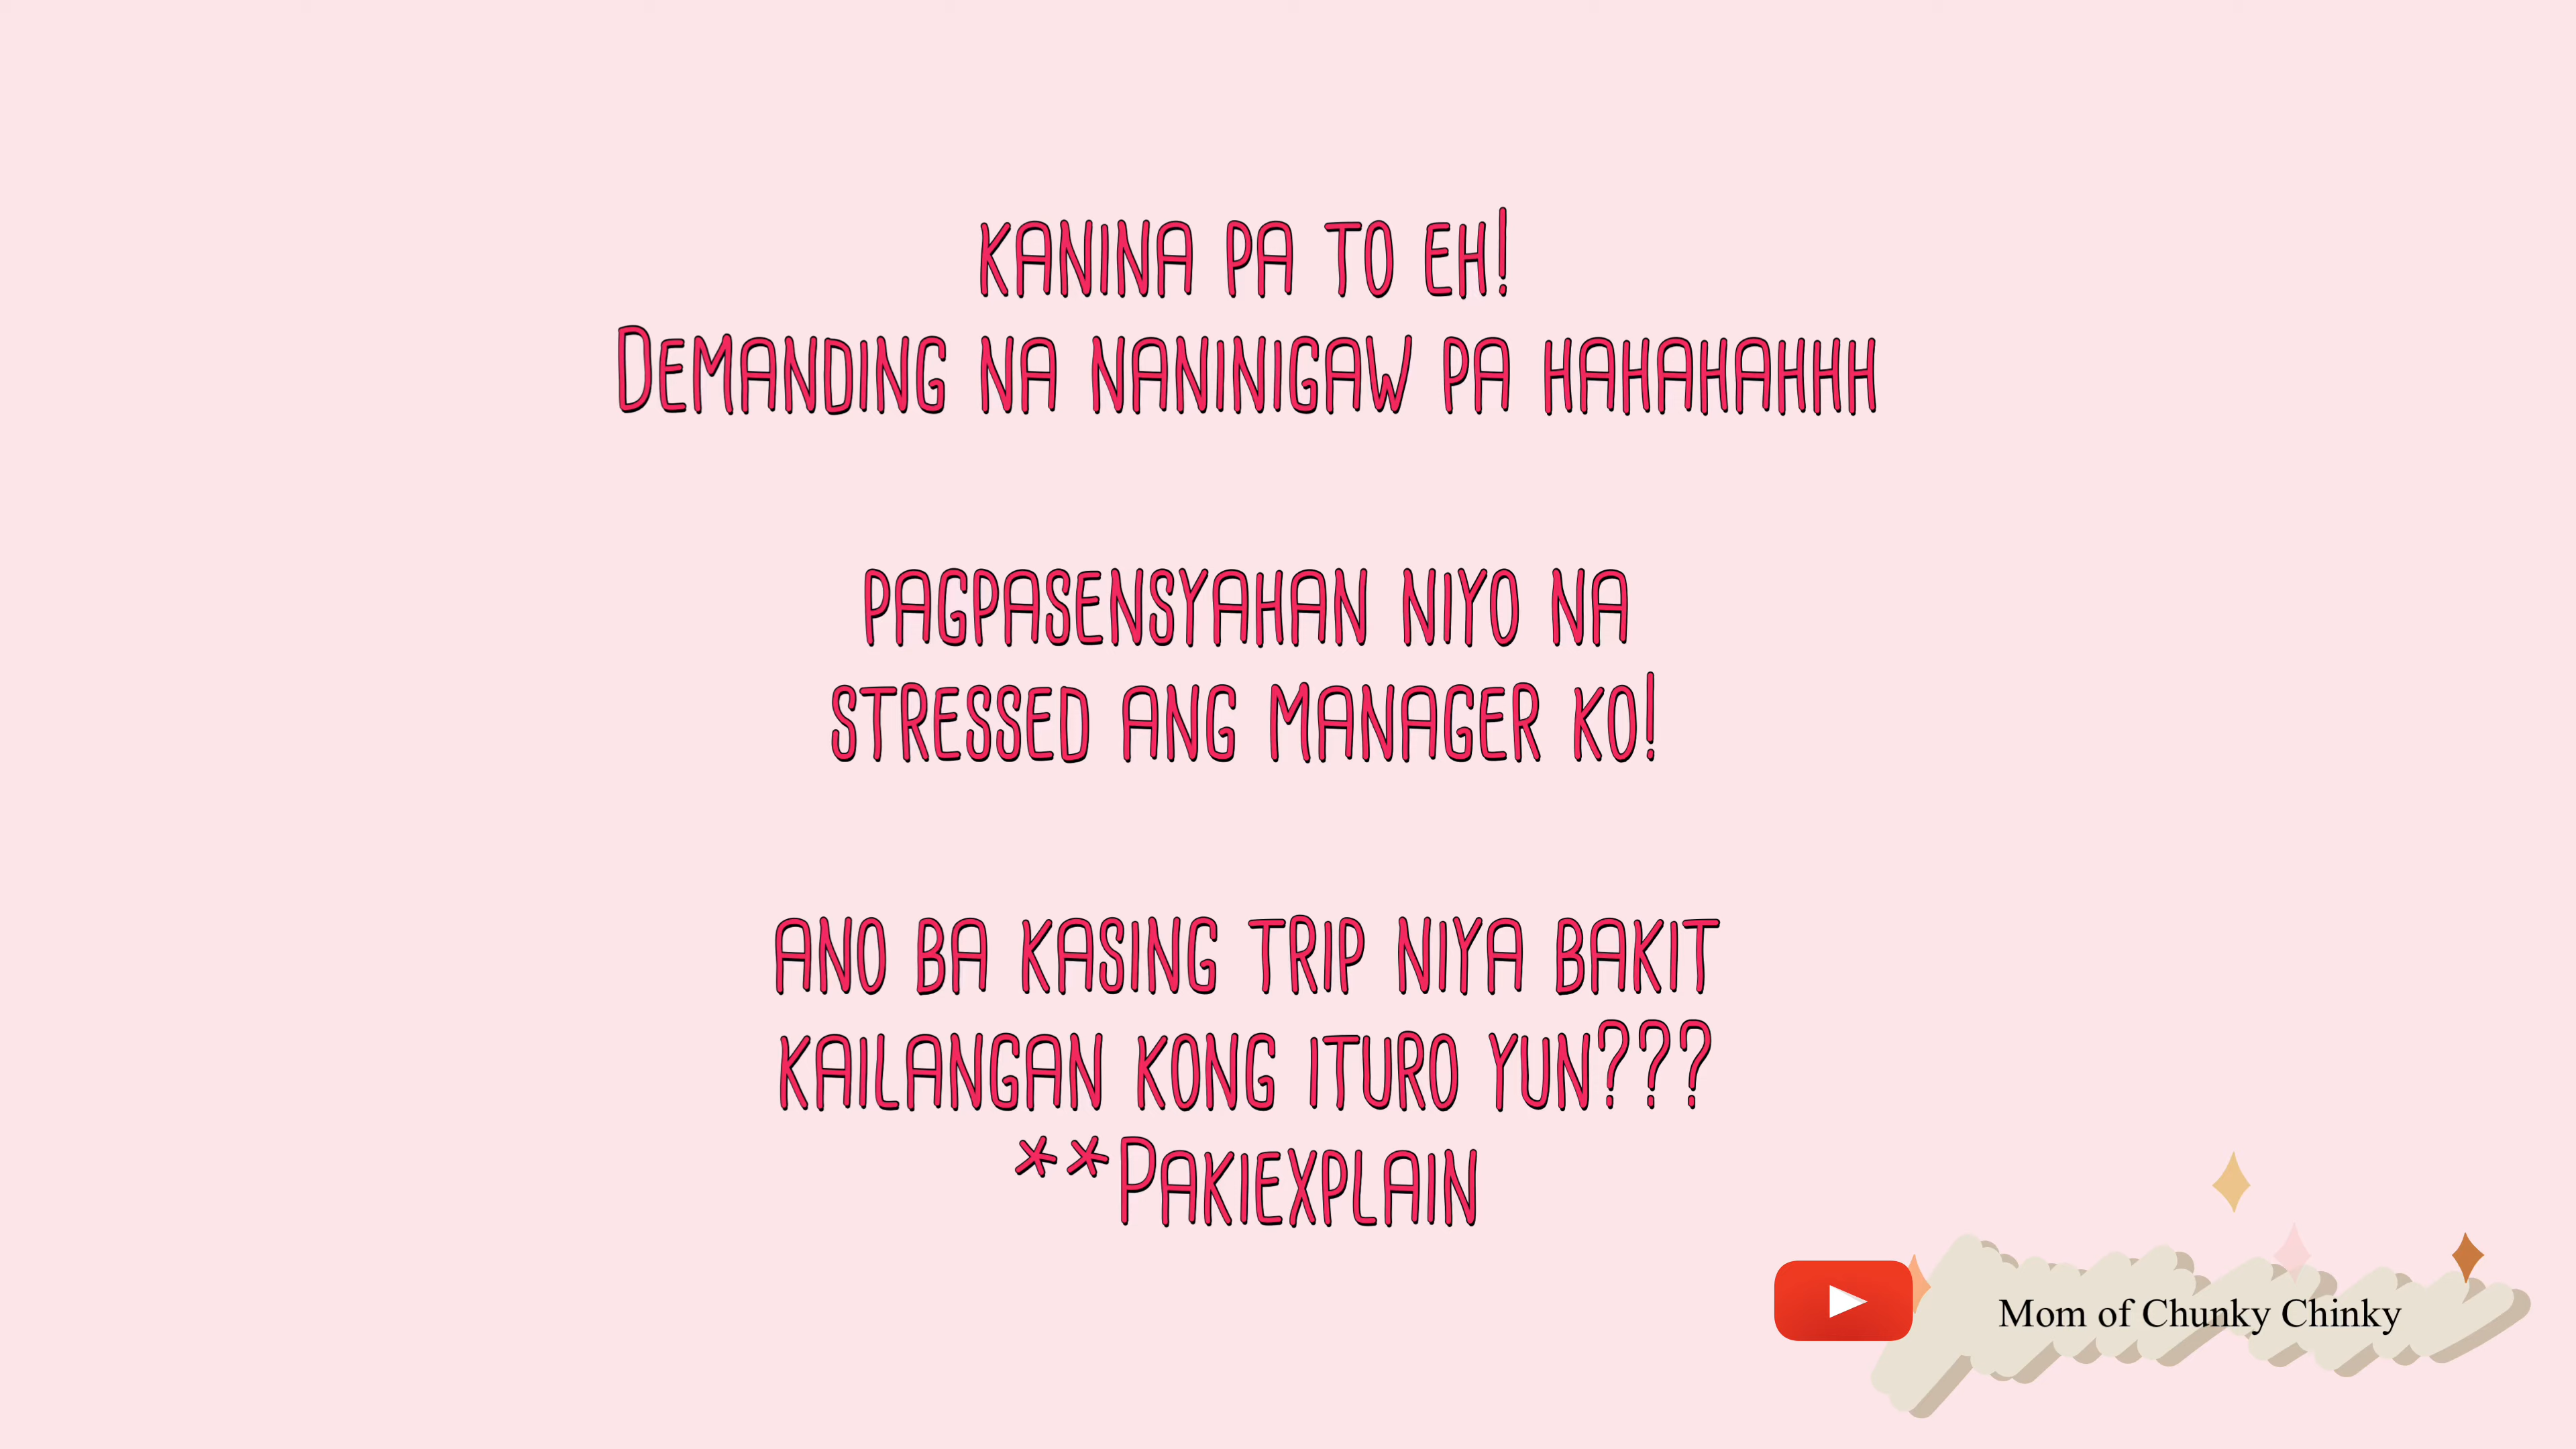 KANINA PA TO EH!
DEMANDING NA NANINIGAW PA HAHAHAHHH
PAGPASENSYAHAN NIYO NA
STRESSED ANG MANAGER KO!
ANO BA KASING TRIP NIYA BAKIT
KAILANGAN KONG ITURO YUN???
**PAKIEXPLAIN
Mom of Chunky Chinky